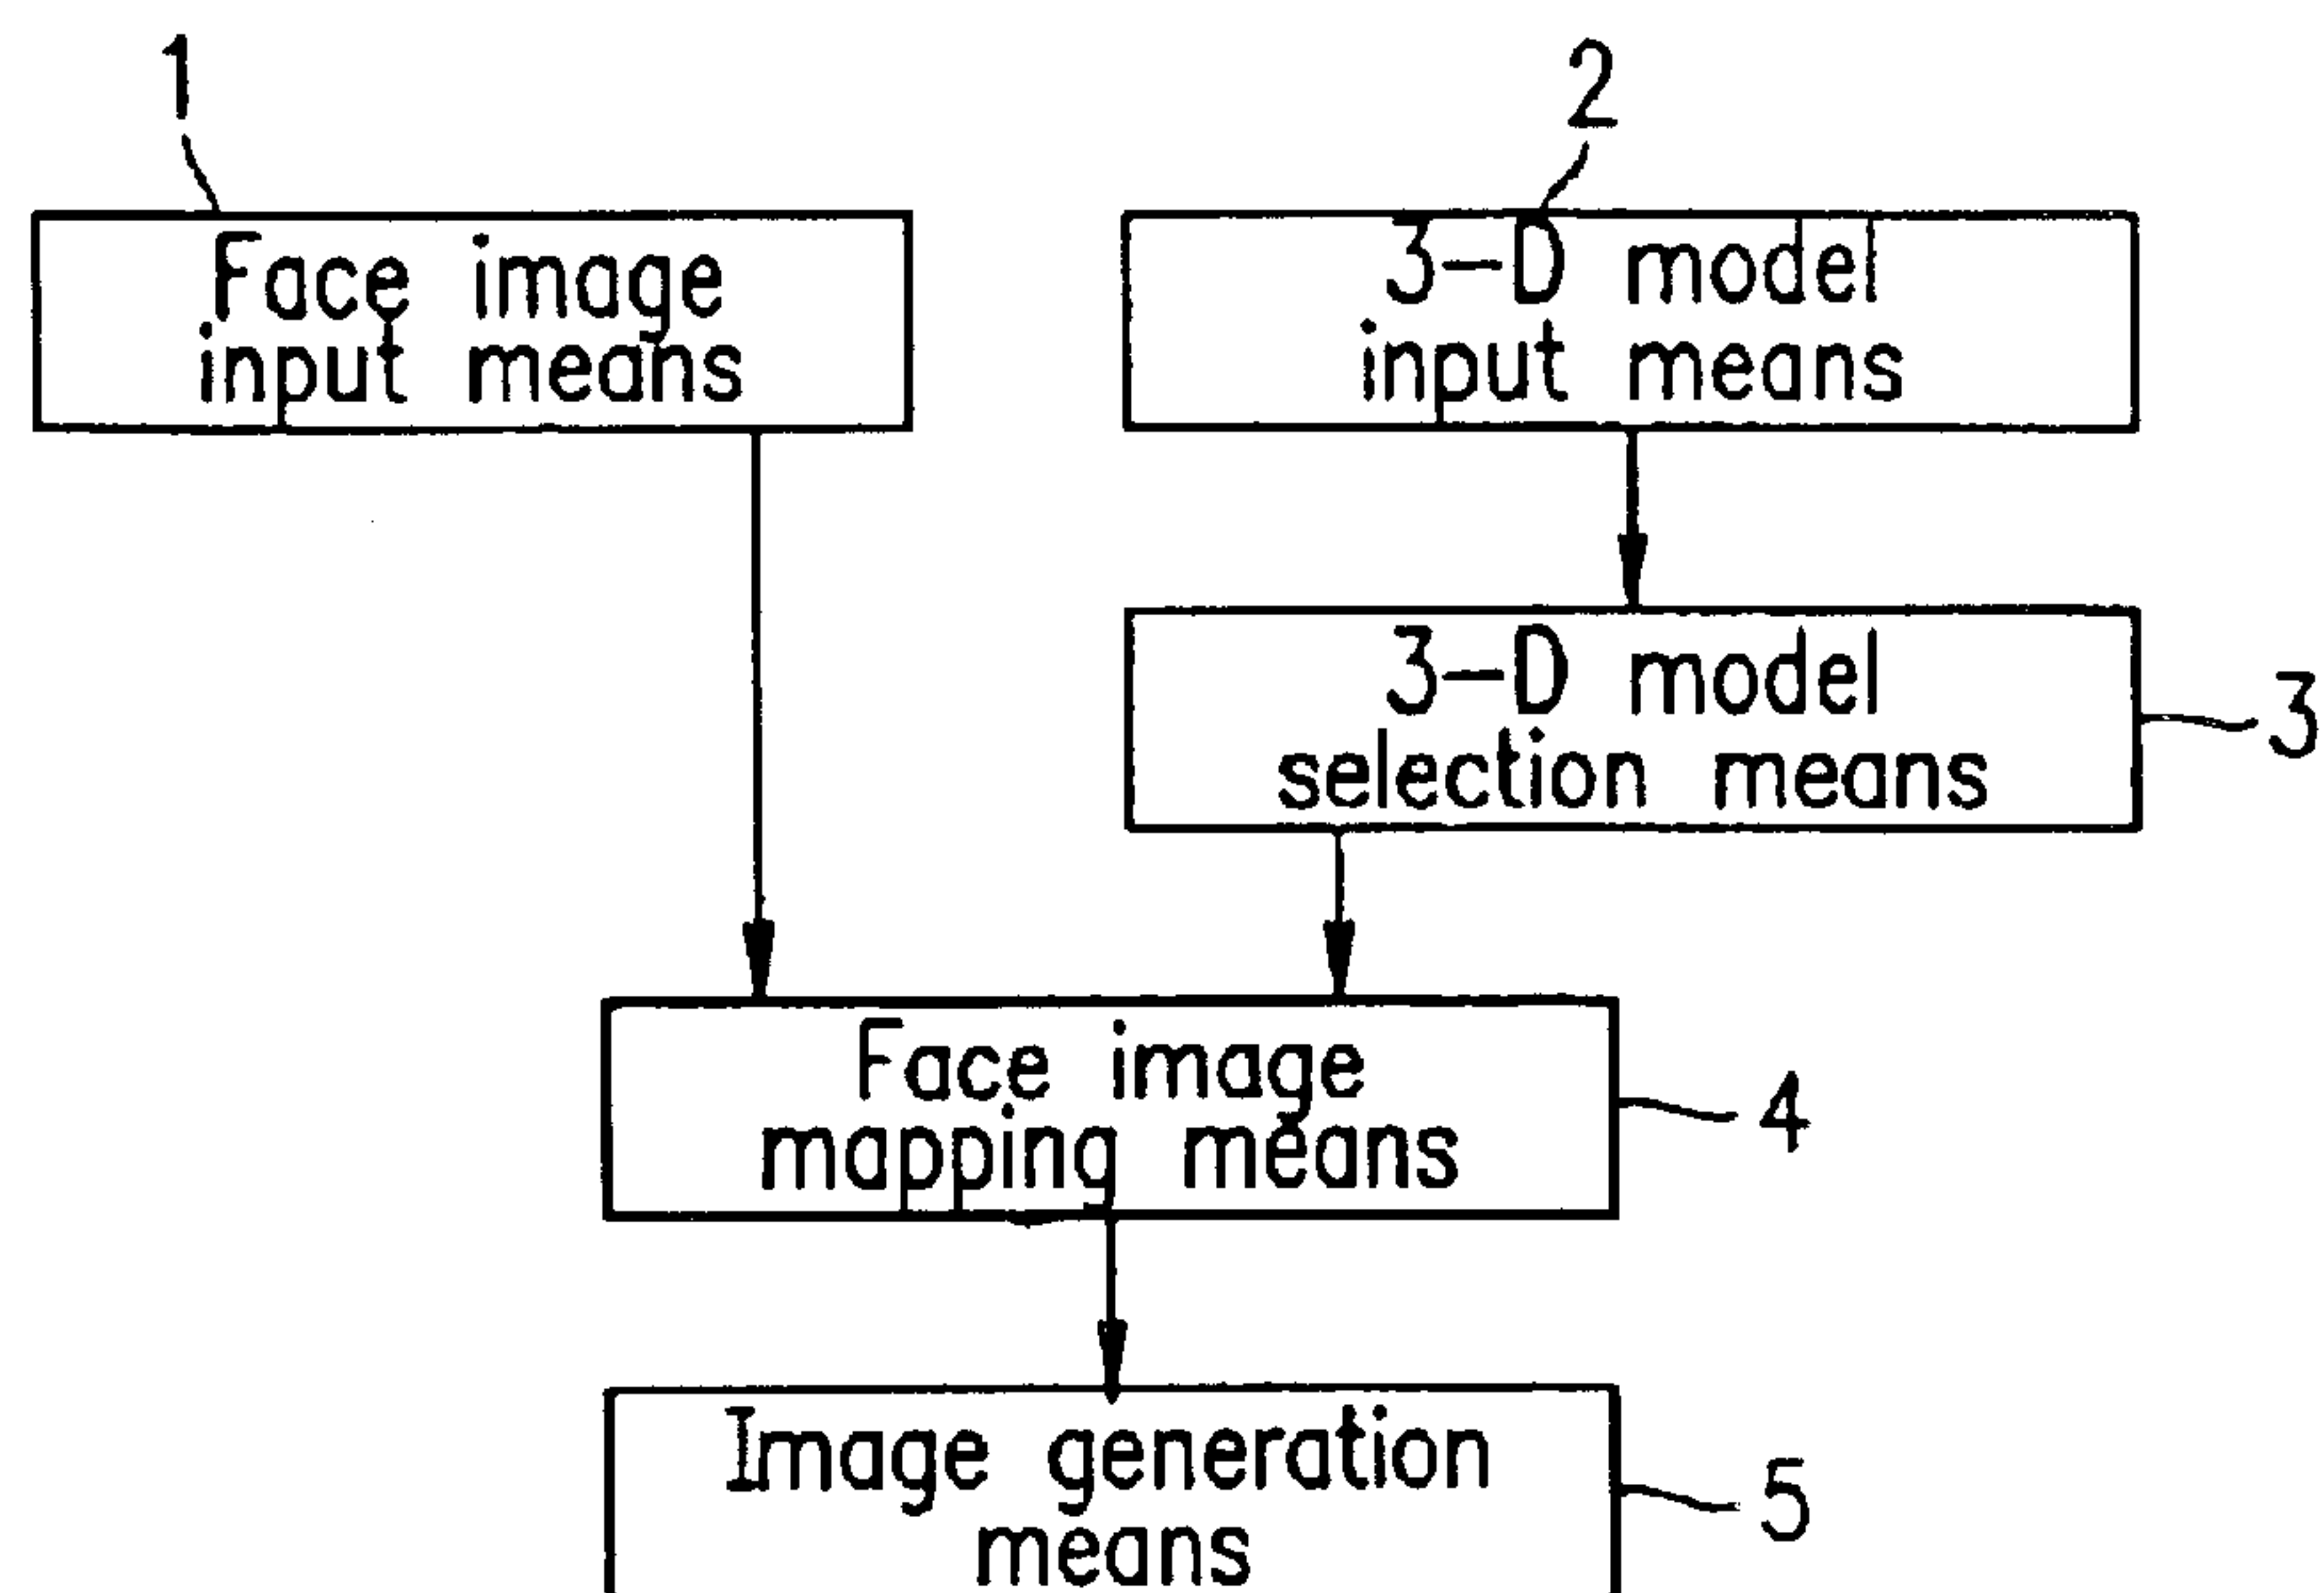 1
2
Face image
input means
3-D model
input means
3-D model
selection means
3
Face image
mapping means
4
Image generation
means
5